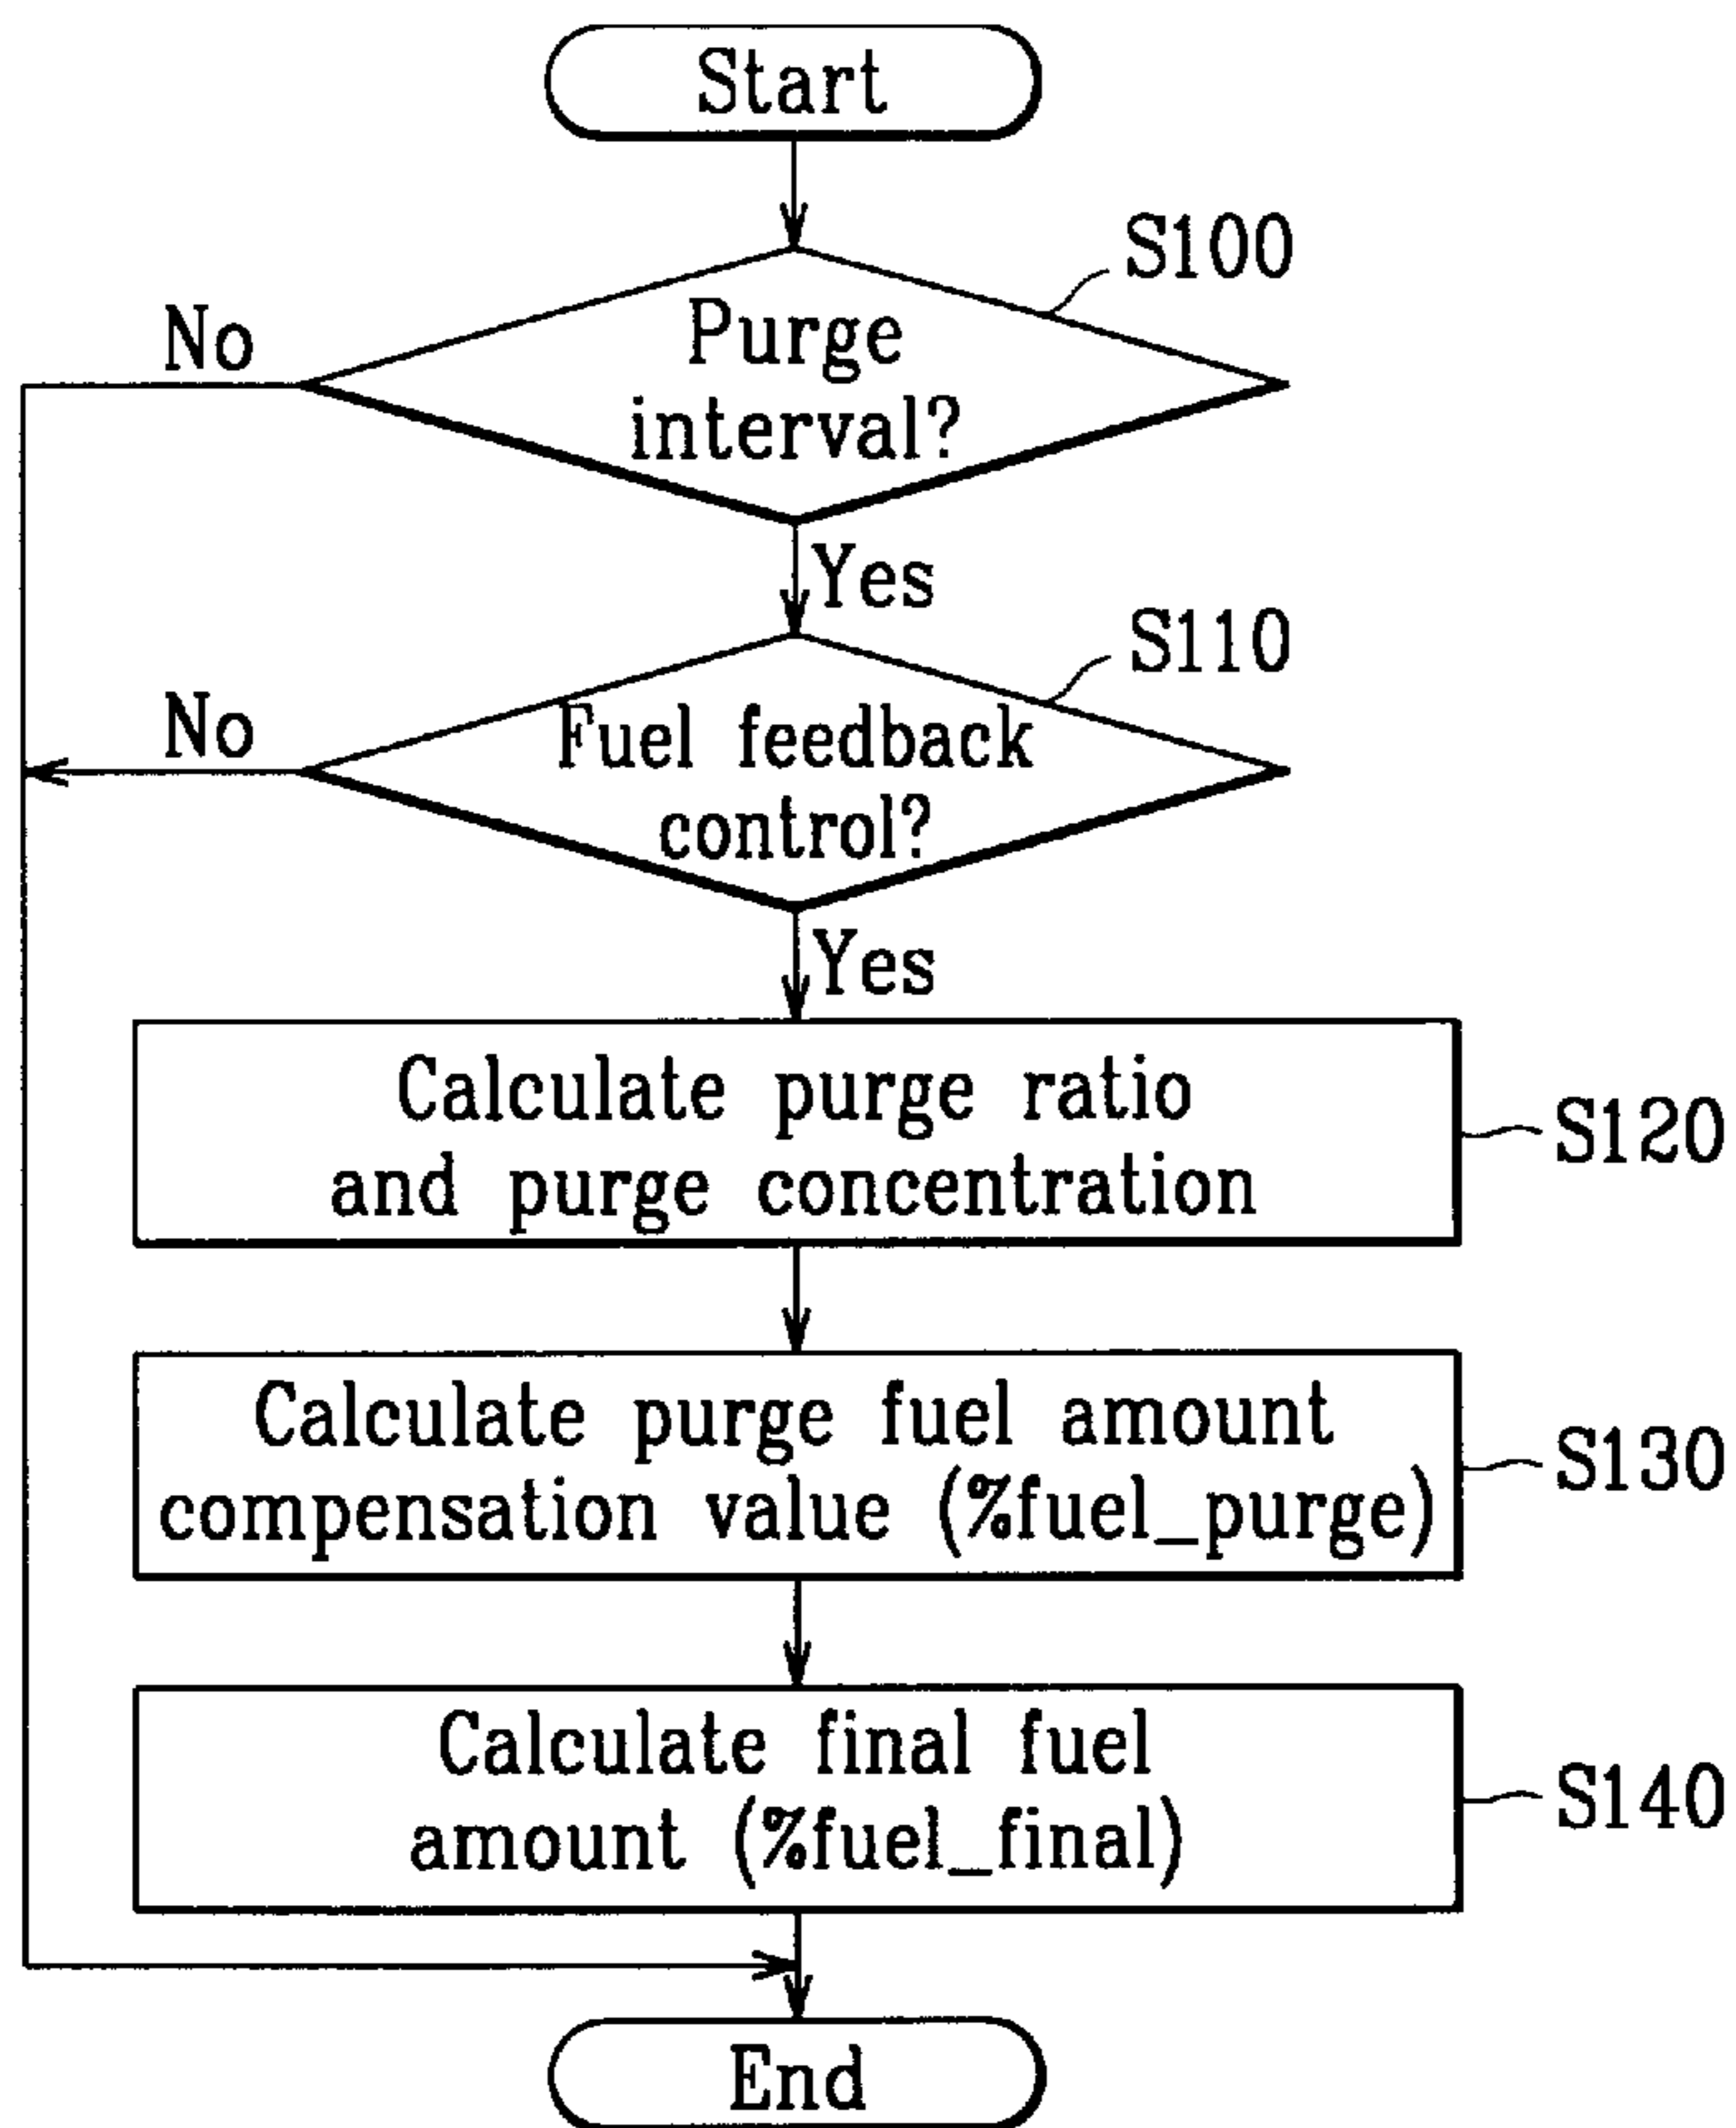 Start
S100
No
Purge
interval?
Yes
S110
No
Fuel feedback
control?
Yes
Calculate purge ratio
and purge concentration
S120
Calculate purge fuel amount
compensation value (%fuel_purge)
S130
Calculate final fuel
amount (%fuel_final)
S140
End